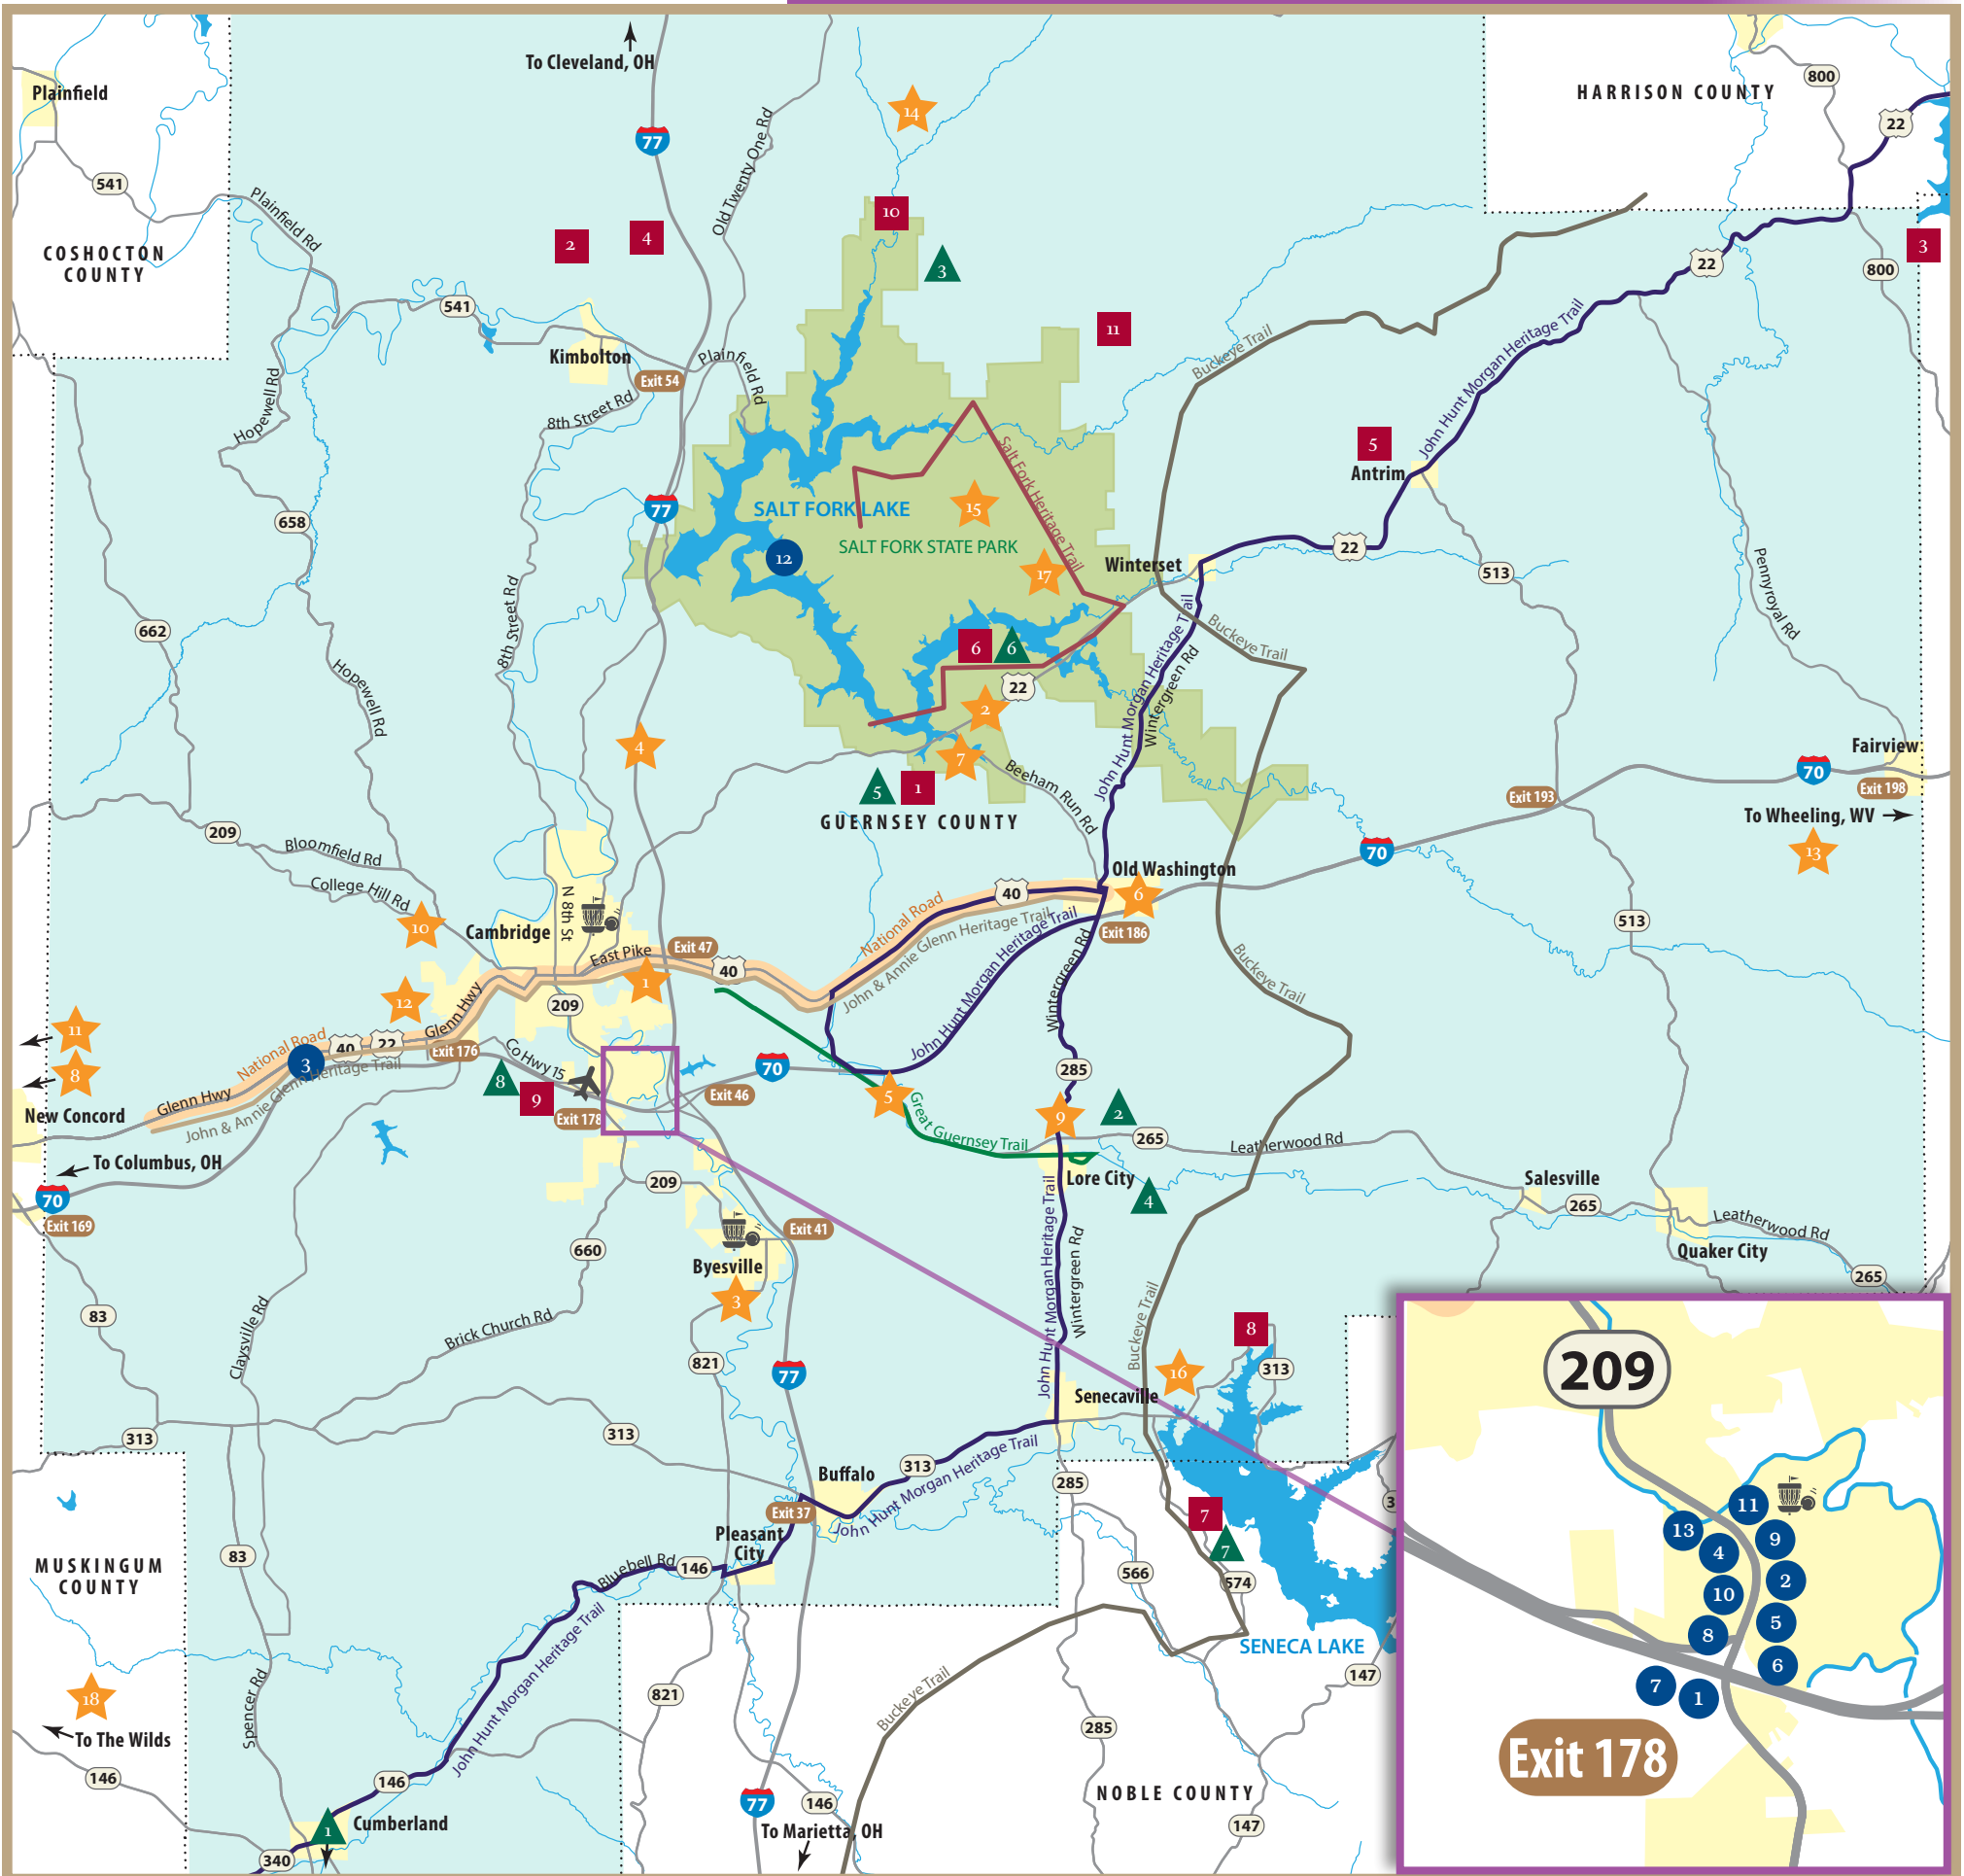 To Cleveland, OH
77
14
HARRISON COUNTY
800
22
Plainfield
541
Plainfield Rd
Old Twenty One Rd
COSHOCTON
COUNTY
2
4
10
3
11
22
800
3
541
Kimbolton
Exit 54
Plainfield Rd
8th Street Rd
Hopewell Rd
Buckeye Trail
John Hunt Morgan Heritage Trail
5
Antrim
Salt Fork Heritage Trail
658
77
SALT FORK LAKE
15
SALT FORK STATE PARK
12
17
Winterset
22
513
Pennyroyal Rd
662
8th Street Rd
Hopewell Rd
6
6
22
2
7
4
John Hunt Morgan Heritage Trail
Wintergreen Rd
Buckeye Trail
Beeham Run Rd
5
1
GUERNSEY COUNTY
Fairview
70
Exit 198
Exit 193
To Wheeling, WV
13
209
Bloomfield Rd
College Hill Rd
10
Cambridge
N 8th St
East Pike
Exit 47
40
National Road
40
John & Annie Glenn Heritage Trail
John Hunt Morgan Heritage Trail
Old Washington
6
Exit 186
70
513
Wintergreen Rd
Buckeye Trail
12
1
209
11
8
New Concord
Glenn Hwy
National Road
3
40
22
Glenn Hwy
Exit 176
John & Annie Glenn Heritage Trail
Co Hwy 15
8
9
Exit 178
Exit 46
70
5
Great Guernsey Trail
285
9
2
265
Leatherwood Rd
Lore City
4
To Columbus, OH
70
Exit 169
209
660
Exit 41
Byesville
3
Salesville
265
Quaker City
Leatherwood Rd
265
83
Claysville Rd
Brick Church Rd
821
77
John Hunt Morgan Heritage Trail
Wintergreen Rd
Buckeye Trail
8
16
313
Senecaville
313
313
Buffalo
313
John Hunt Morgan Heritage Trail
285
Exit 37
Pleasant
City
83
Bluebell Rd
146
MUSKINGUM
COUNTY
7
7
566
574
3
SENECA LAKE
147
John Hunt Morgan Heritage Trail
Spencer Rd
18
To The Wilds
146
146
821
Buckeye Trail
285
NOBLE COUNTY
147
77
146
To Marietta, OH
Cumberland
1
340
209
11
13
9
4
2
10
5
8
6
7
1
Exit 178